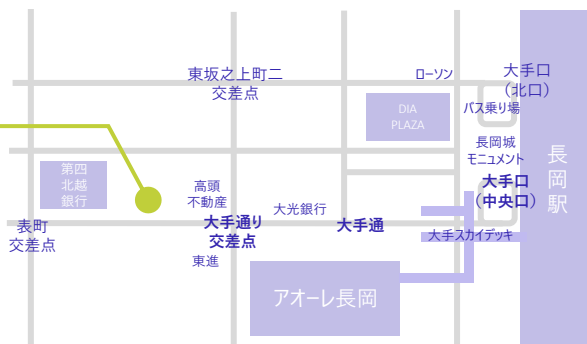 東坂之上町二
交差点
ローソン
大手口
(北口)
バス乗り場
DIA
PLAZA
長岡城
モニュメント
長岡駅
第四
北越
銀行
高頭
不動産
大手口
(中央口)
表町
交差点
大手通り
交差点
大光銀行
大手通
大手スカイデッキ
東進
アオーレ長岡